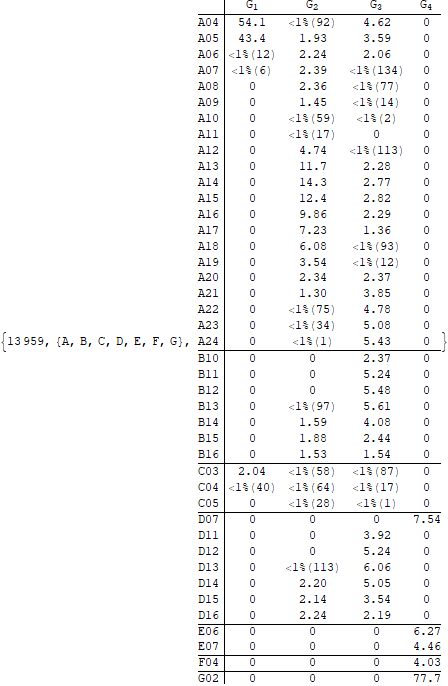 G1 G2 G3 G4
A04 54.1 <1%(92) 4.62 0
A05 43.4 1.93 3.59 0
A06 <1%(12) 2.24 2.06 0
A07 <1%(6) 2.39 <1%(134) 0
A08 0 2.36 <1%(77) 0
A09 0 1.45 <1%(14) 0
A10 0 <1%(59) <1%(2) 0
A11 0 <1%(17) 0 0
A12 0 4.74 <1%(113) 0
A13 0 11.7 2.28 0
A14 0 14.3 2.77 0
A15 0 12.4 2.82 0
A16 0 9.86 2.29 0
A17 0 7.23 1.36 0
A18 0 6.08 <1%(93) 0
A19 0 3.54 <1%(12) 0
A20 0 2.34 2.37 0
A21 0 1.30 3.85 0
A22 0 <1%(75) 4.78 0
A23 0 <1%(34) 5.08 0
{13 959, {A, B, C, D, E, F, G}, A24 0 <1%(1) 5.43 0 }
B10 0 0 2.37 0
B11 0 0 5.24 0
B12 0 0 5.48 0
B13 0 <1%(97) 5.61 0
B14 0 1.59 4.08 0
B15 0 1.88 2.44 0
B16 0 1.53 1.54 0
C03 2.04 <1%(58) <1%(87) 0
C04 <1%(40) <1%(64) <1%(17) 0
C05 0 <1%(28) <1%(1) 0
D07 0 0 0 7.54
D11 0 0 3.92 0
D12 0 0 5.24 0
D13 0 <1%(113) 6.06 0
D14 0 2.20 5.05 0
D15 0 2.14 3.54 0
D16 0 2.24 2.19 0
E06 0 0 0 6.27
E07 0 0 0 4.46
F04 0 0 0 4.03
G02 0 0 0 77.7